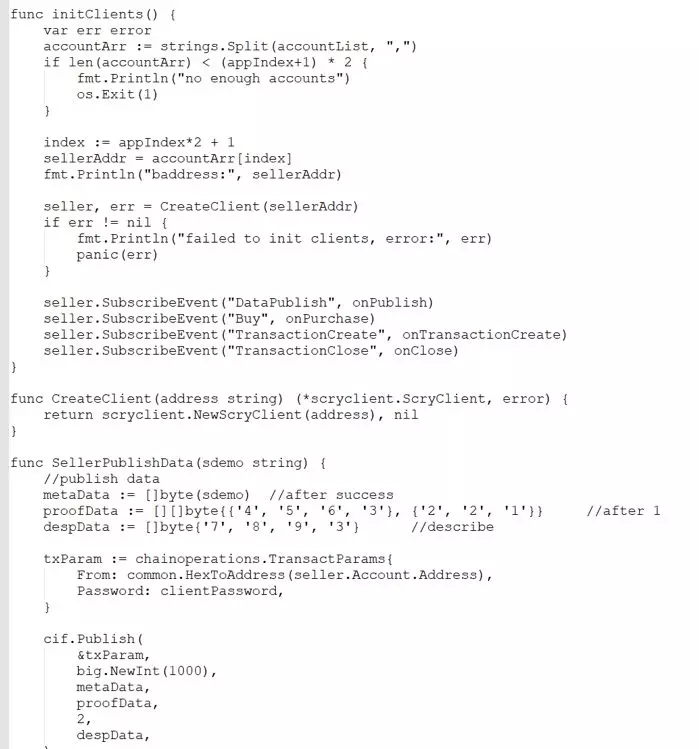 func initClients() {
    var err error
    accountArr := strings.Split(accountList, ",")
    if len(accountArr) < (appIndex+1) * 2 {
        fmt.Println("no enough accounts")
        os.Exit(1)
    }

    index := appIndex*2 + 1
    sellerAddr = accountArr[index]
    fmt.Println("baddress:", sellerAddr)

    seller, err = CreateClient(sellerAddr)
    if err != nil {
        fmt.Println("failed to init clients, error:", err)
        panic(err)
    }

    seller.SubscribeEvent("DataPublish", onPublish)
    seller.SubscribeEvent("Buy", onPurchase)
    seller.SubscribeEvent("TransactionCreate", onTransactionCreate)
    seller.SubscribeEvent("TransactionClose", onClose)
}

func CreateClient(address string) (*scryclient.ScryClient, error) {
    return scryclient.NewScryClient(address), nil
}

func SellerPublishData(sdemo string) {
    //publish data
    metaData := []byte(sdemo)  //after success
    proofData := [][]byte{{'4', '5', '6', '3'}, {'2', '2', '1'}}     //after 1
    despData := []byte{'7', '8', '9', '3'}      //describe

    txParam := chainoperations.TransactParams{
        From: common.HexToAddress(seller.Account.Address),
        Password: clientPassword,
    }

    cif.Publish(
        &txParam,
        big.NewInt(1000),
        metaData,
        proofData,
        2,
        despData,